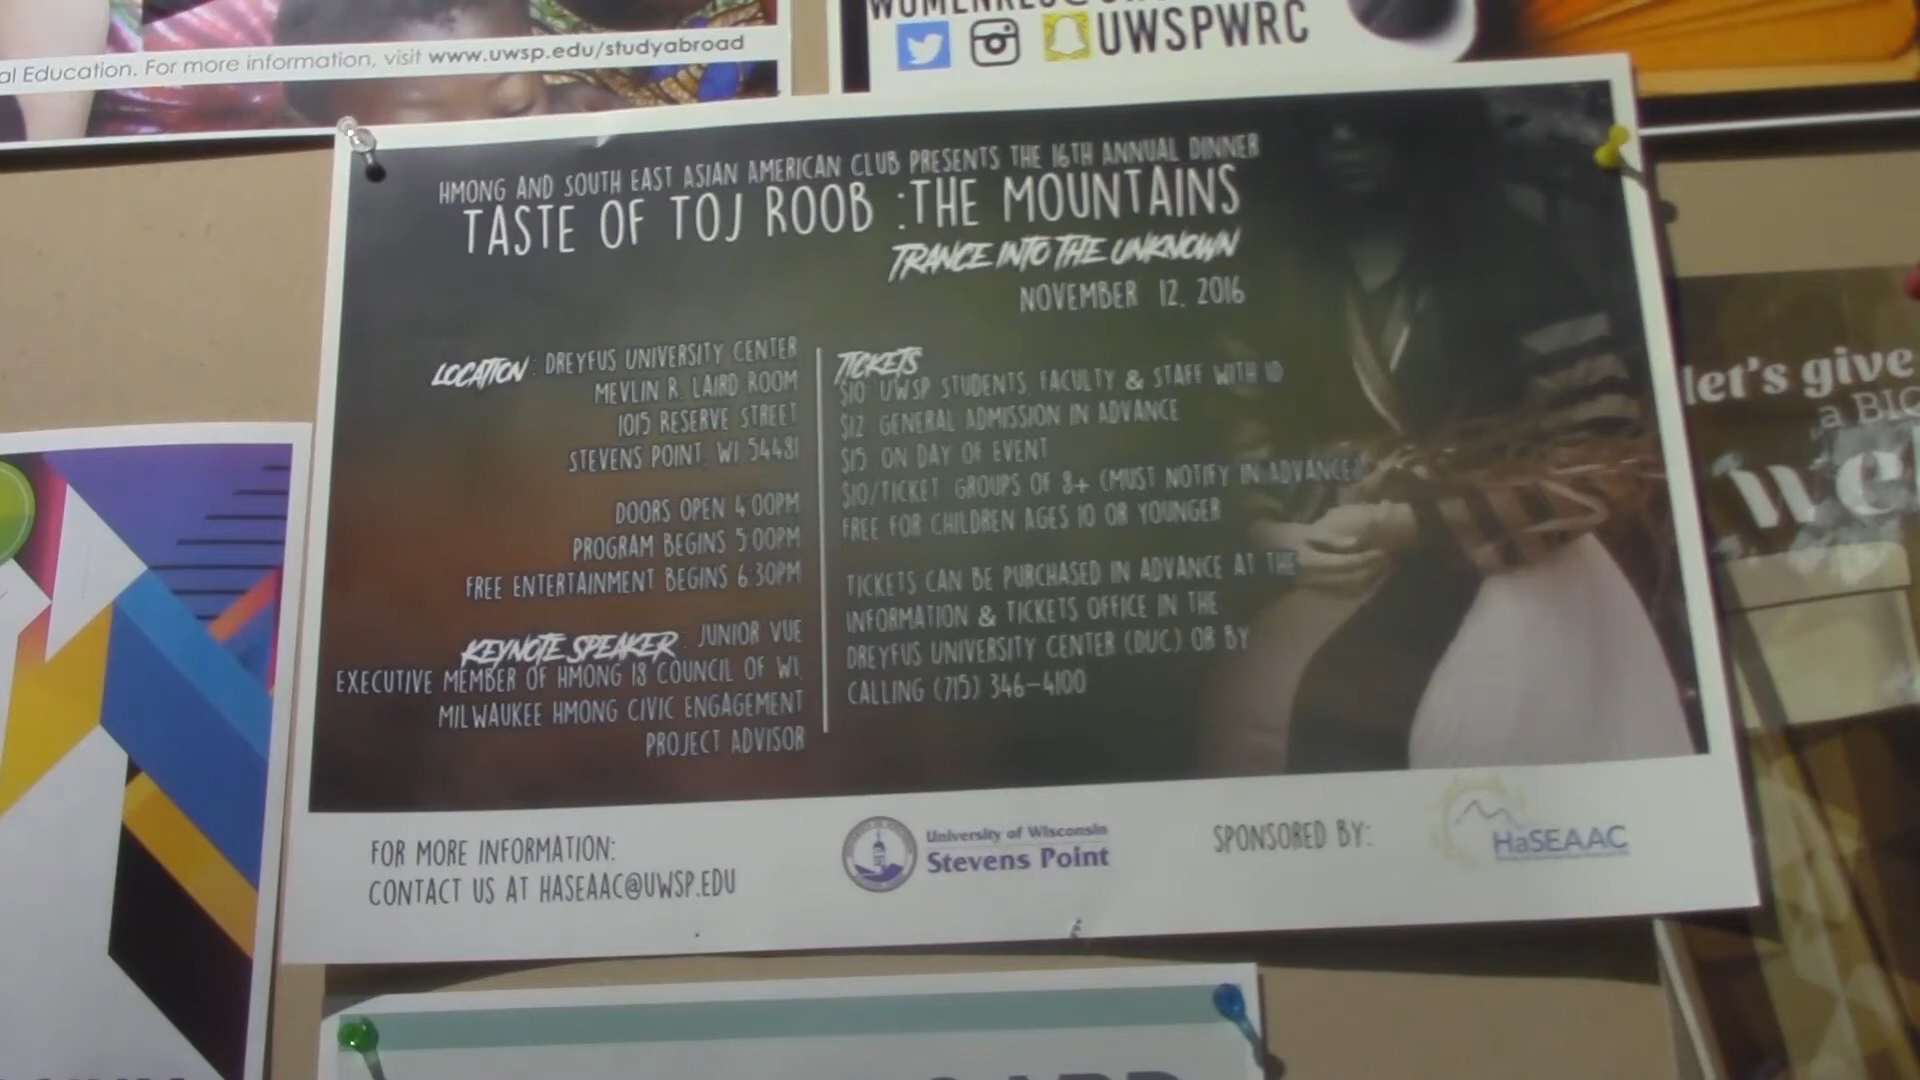 al Education. For more information, visit www.uwsp.edu/studyabroad
UWSPWRC
HMONG AND SOUTH EAST ASIAN AMERICAN CLUB PRESENTS THE 16TH ANNUAL DINNER
TASTE OF TOJ ROOB :THE MOUNTAINS
TRANCE INTO THE UNKNOWN
NOVEMBER 12, 2016
LOCATION: DREYFUS UNIVERSITY CENTER
MEVLIN R. LAIRD ROOM
1015 RESERVE STREET
STEVENS POINT, WI 54481
DOORS OPEN 4:00PM
PROGRAM BEGINS 5:00PM
FREE ENTERTAINMENT BEGINS 6:30PM
KEYNOTE SPEAKER: JUNIOR VUE
EXECUTIVE MEMBER OF HMONG 18 COUNCIL OF WI,
MILWAUKEE HMONG CIVIC ENGAGEMENT
PROJECT ADVISOR
TICKETS
$10 UWSP STUDENTS, FACULTY & STAFF WITH ID
$12 GENERAL ADMISSION IN ADVANCE
$15 ON DAY OF EVENT
$10/TICKET GROUPS OF 8+ (MUST NOTIFY IN ADVANCE)
FREE FOR CHILDREN AGES 10 OR YOUNGER
TICKETS CAN BE PURCHASED IN ADVANCE AT THE
INFORMATION & TICKETS OFFICE IN THE
DREYFUS UNIVERSITY CENTER (DUC) OR BY
CALLING (715) 346-4100
FOR MORE INFORMATION:
CONTACT US AT HASEAAC@UWSP.EDU
University of Wisconsin
Stevens Point
SPONSORED BY:
HaSEAAC
let's give
a BIG